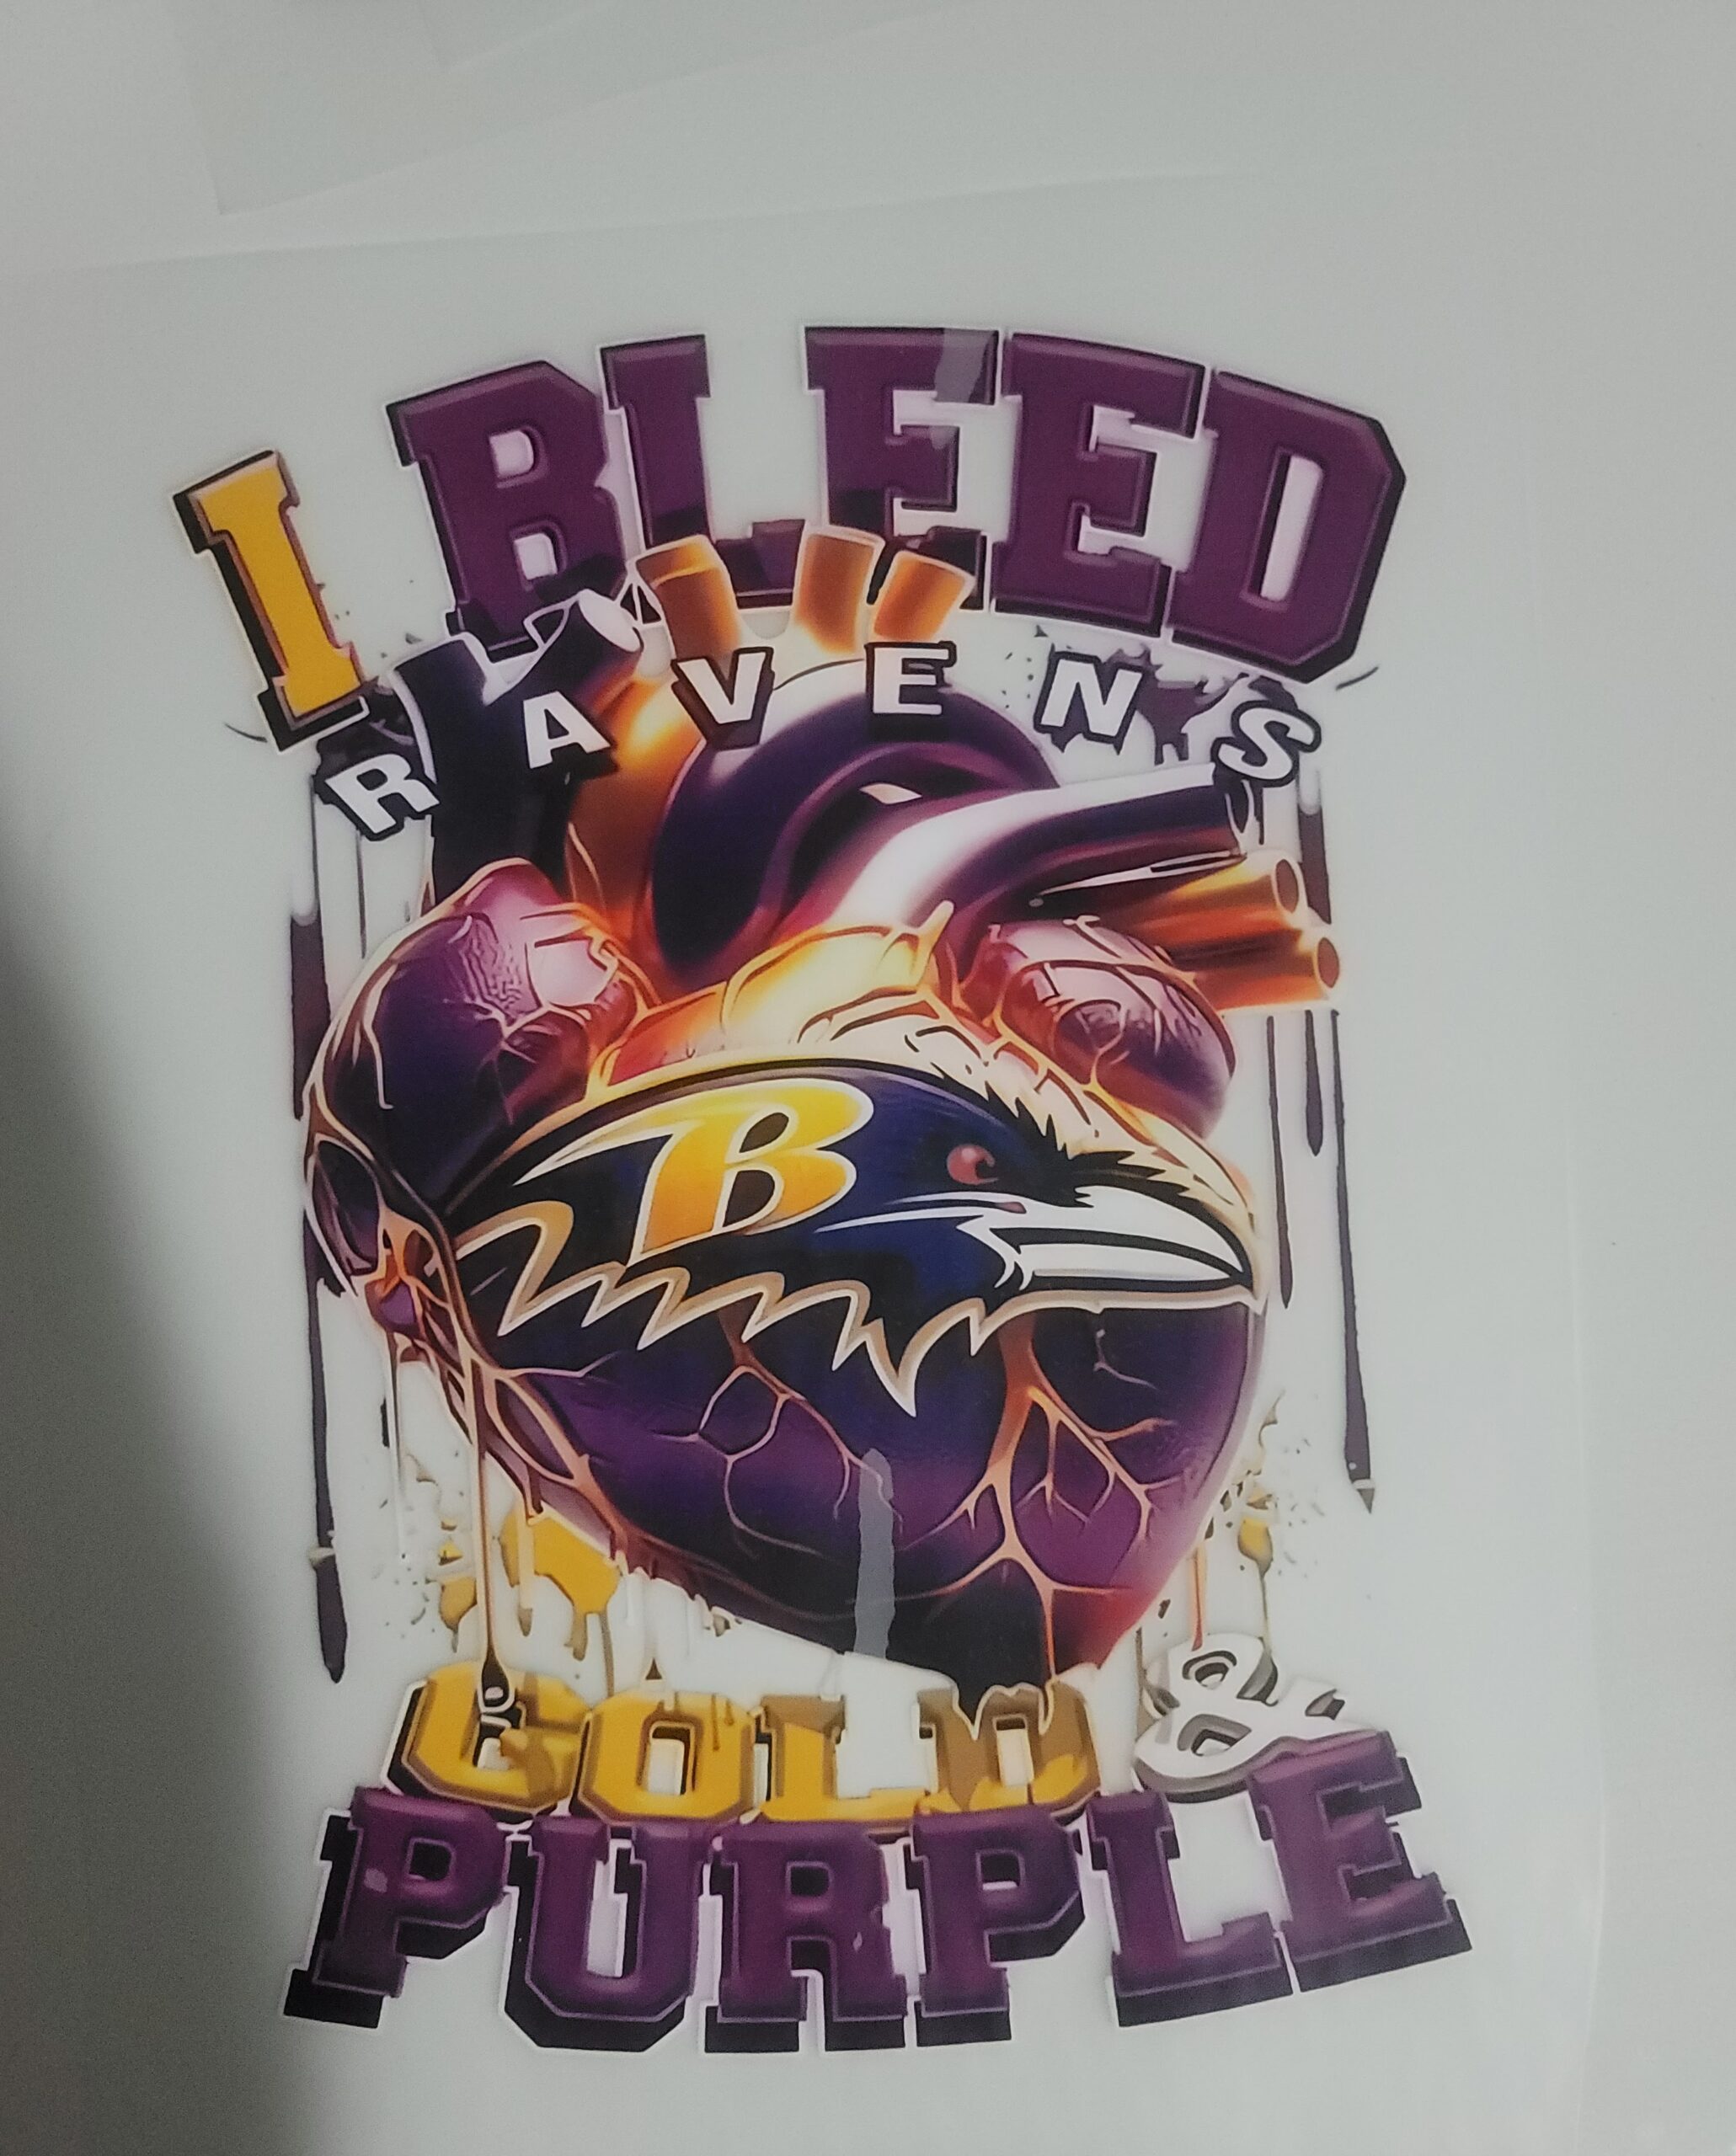 I BLEED
RAVENS
B
GOLD &
PURPLE